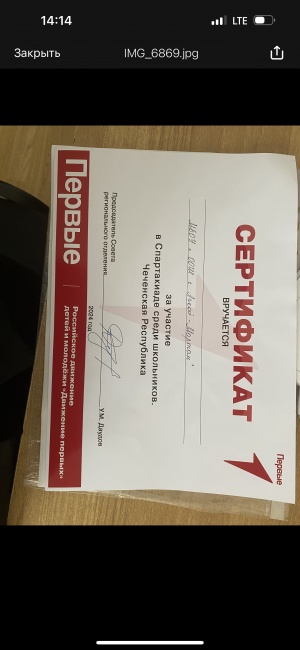 14:14
LTE
Закрыть
IMG_6869.jpg
Первые
СЕРТИФИКАТ
ВРУЧАЕТСЯ
за участие
в Спартакиаде среди школьников.
Чеченская Республика
Председатель Совета
регионального отделения
У.М. Даудов
2024 год
Первые
Российское движение
детей и молодёжи «Движение первых»